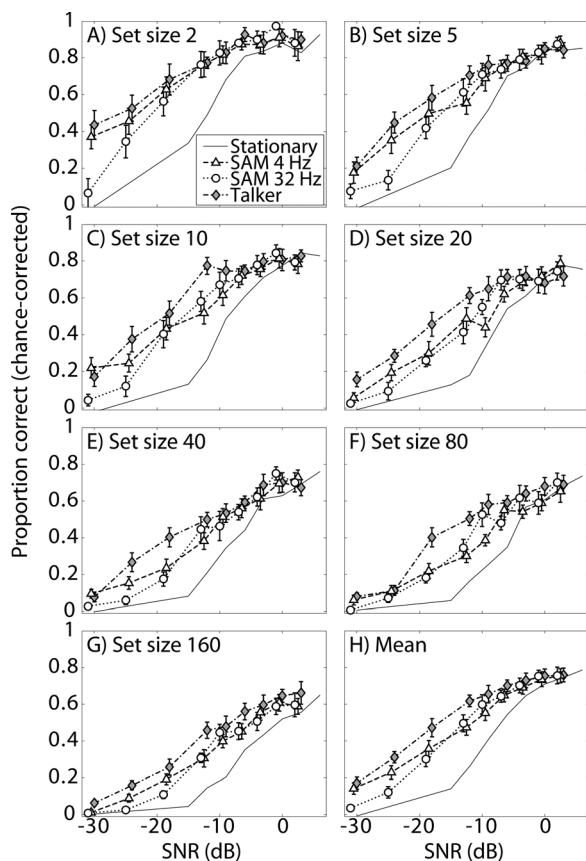 A) Set size 2
B) Set size 5
1
0.8
0.6
0.4
0.2
0
Stationary
SAM 4 Hz
SAM 32 Hz
Talker
C) Set size 10
D) Set size 20
1
0.8
0.6
0.4
0.2
0
Proportion correct (chance-corrected)
E) Set size 40
F) Set size 80
1
0.8
0.6
0.4
0.2
0
G) Set size 160
H) Mean
1
0.8
0.6
0.4
0.2
0
-30 -20 -10 0
-30 -20 -10 0
SNR (dB)
SNR (dB)